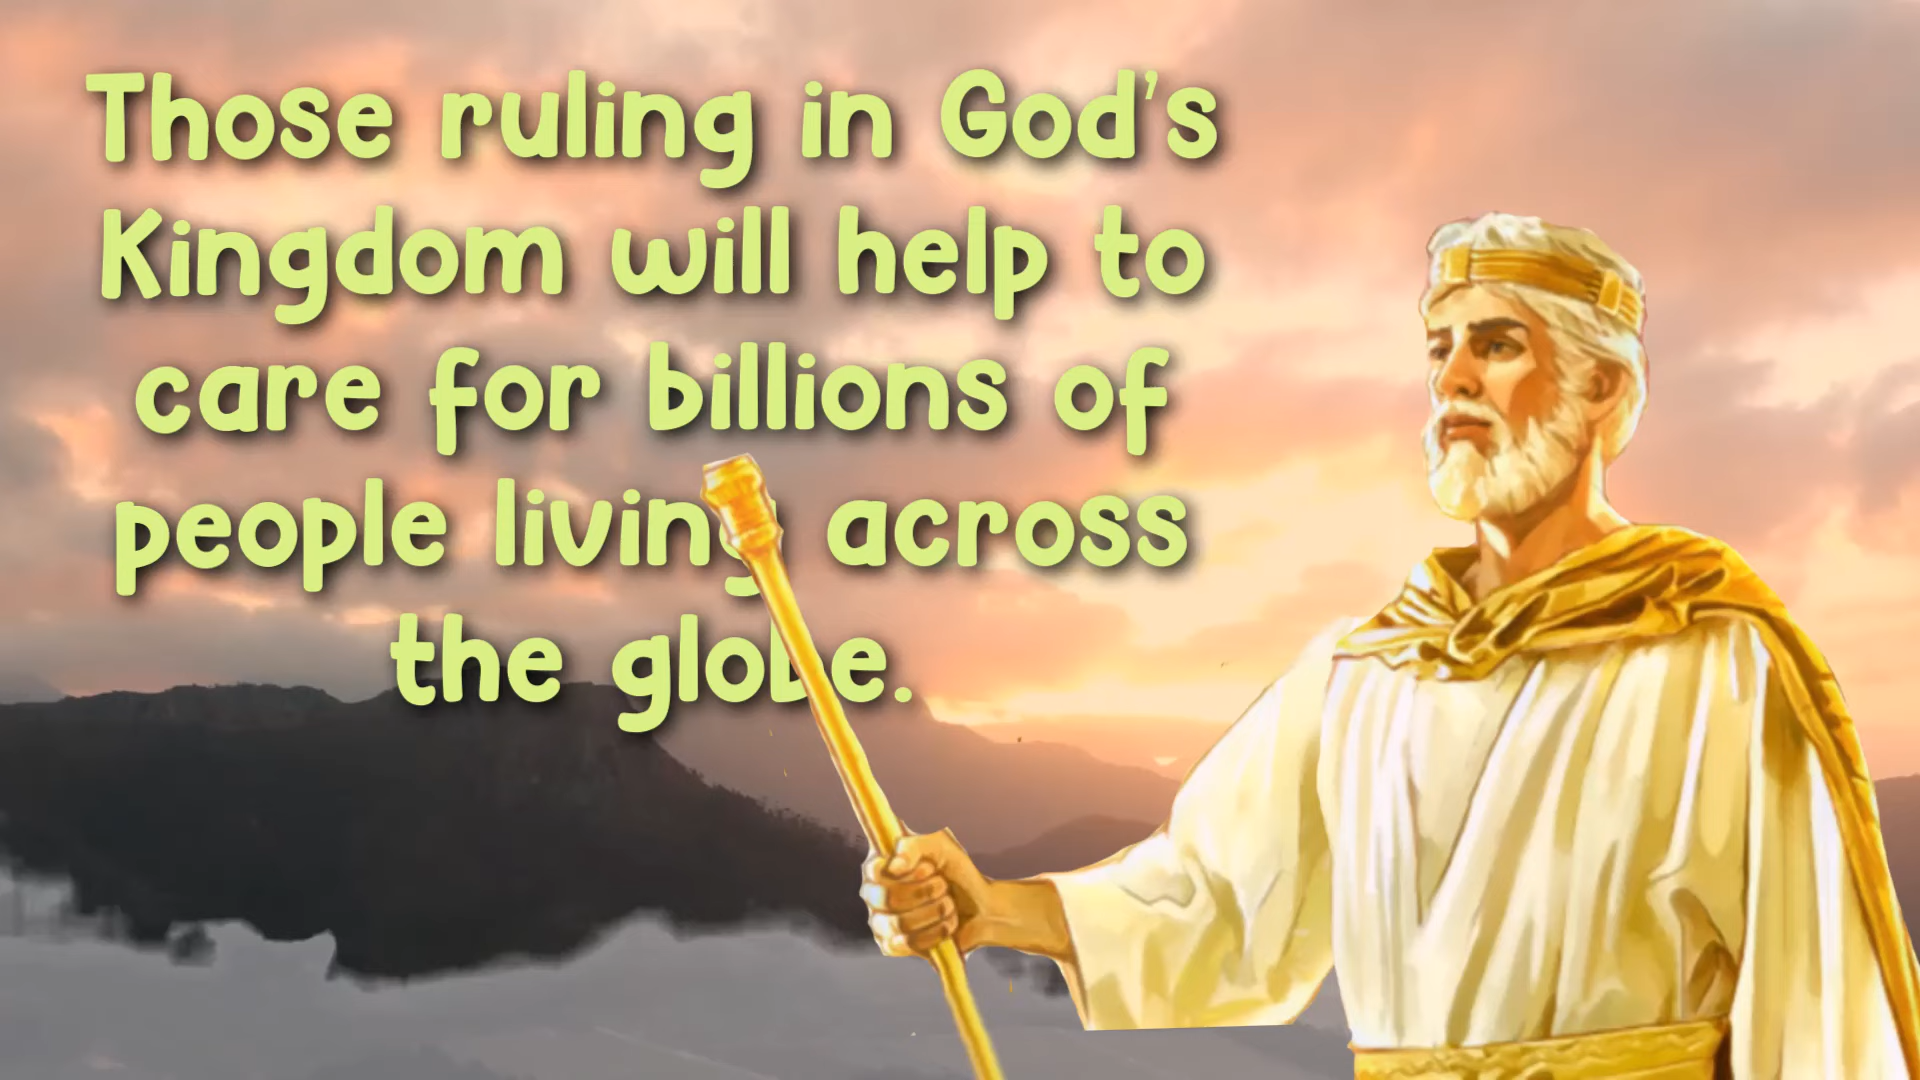 Those ruling in God's
Kingdom will help to
care for billions of
people living across
the globe.